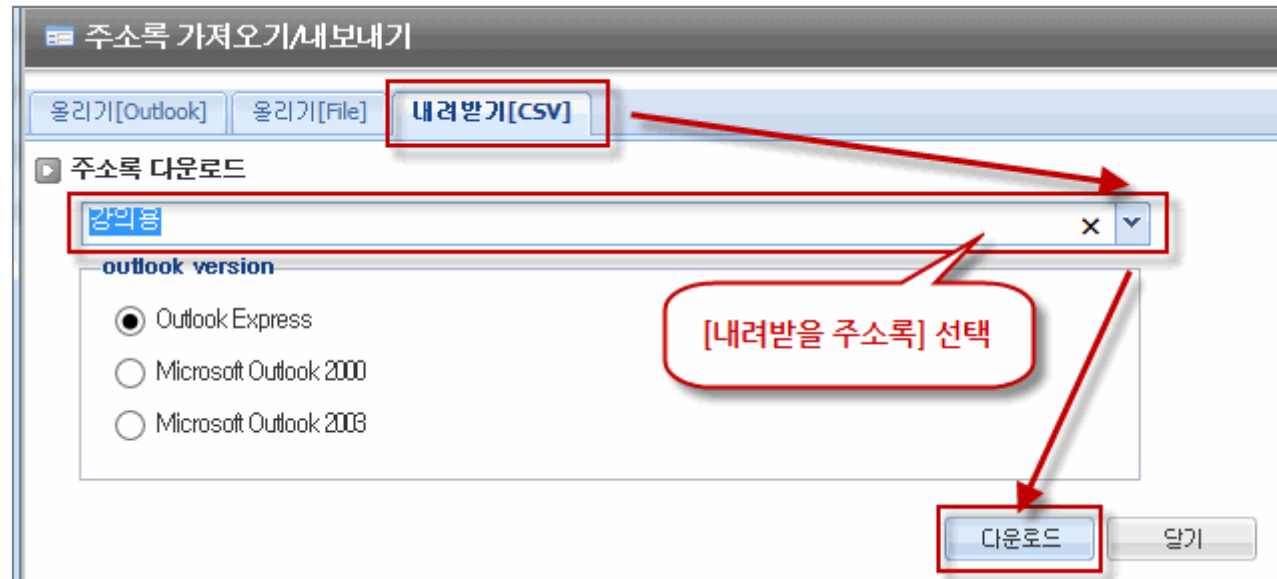 주소록 가져오기/내보내기
올리기[Outlook] 올리기[File] 내려받기[CSV]
주소록 다운로드
강의용
outlook version
Outlook Express
[내려받을 주소록] 선택
Microsoft Outlook 2000
Microsoft Outlook 2003
다운로드 닫기